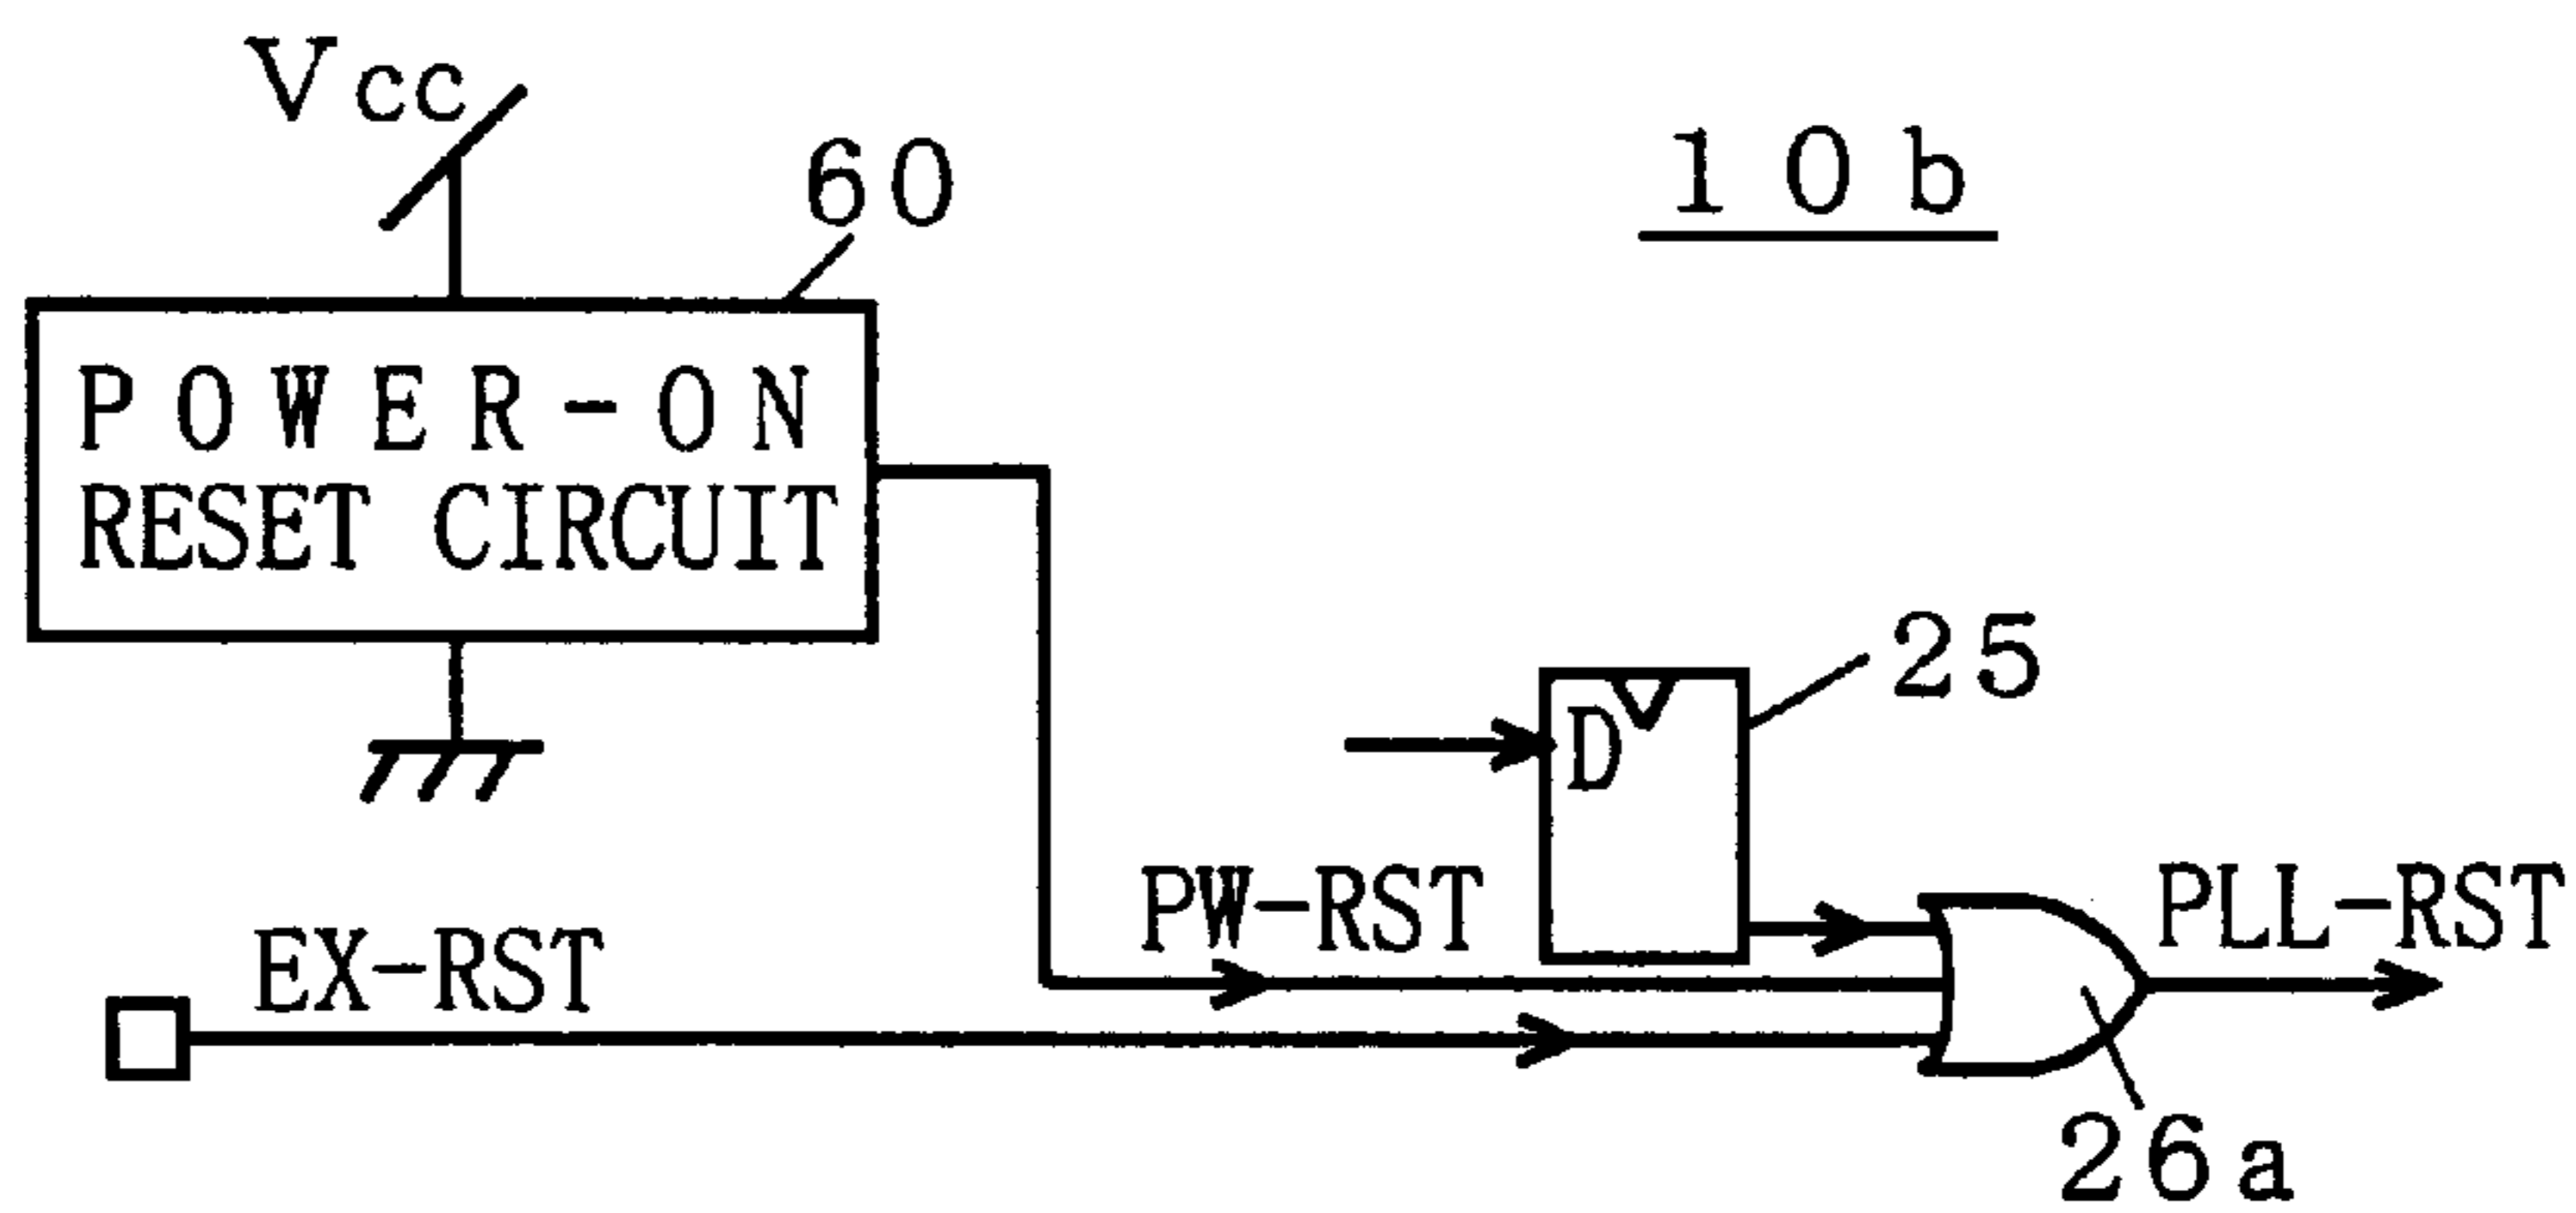 Vcc
60
10b
POWER-ON
RESET CIRCUIT
25
D
PW-RST
PLL-RST
EX-RST
26a